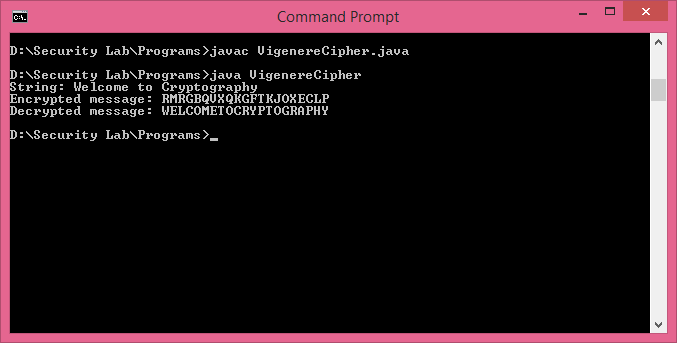 Command Prompt
D:\Security Lab\Programs>javac VigenereCipher.java
D:\Security Lab\Programs>java VigenereCipher
String: Welcome to Cryptography
Encrypted message: RMRGBQVXQKGFTKJOXECLP
Decrypted message: WELCOMETOCRYPTOGRAPHY
D:\Security Lab\Programs>_